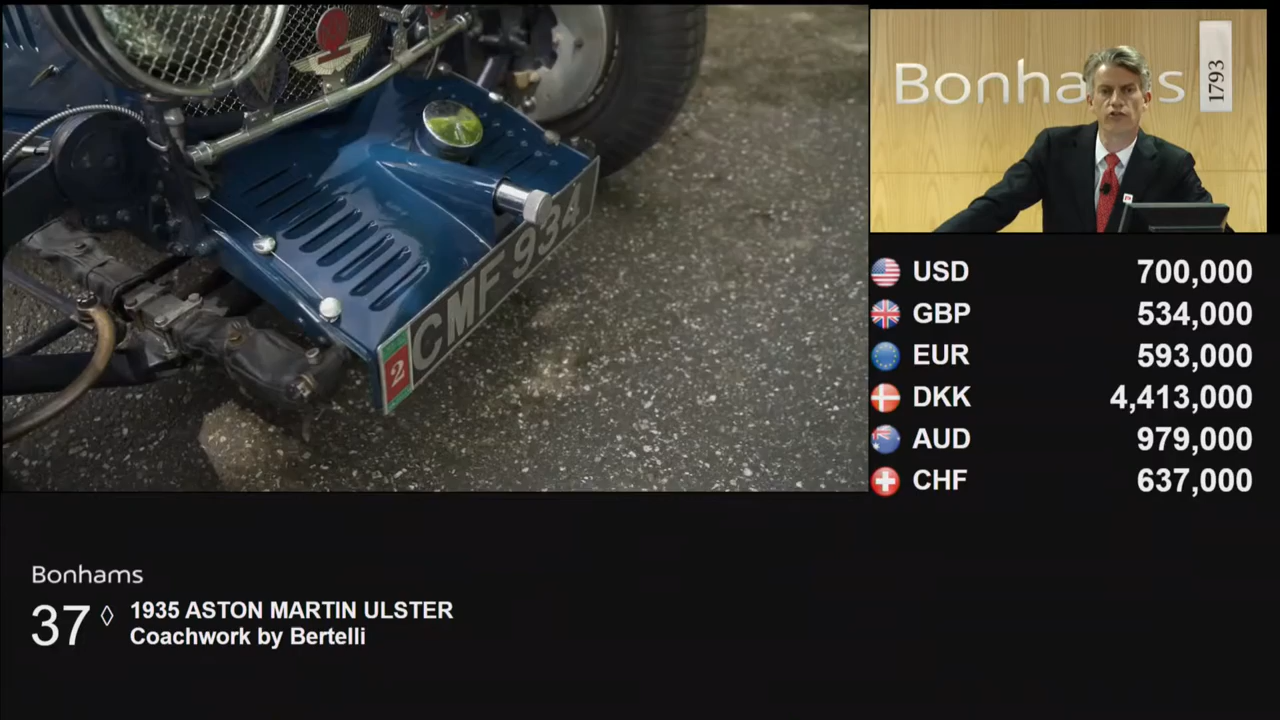 CMF 934
2
Bonhams
1793
USD 700,000
GBP 534,000
EUR 593,000
DKK 4,413,000
AUD 979,000
CHF 637,000
Bonhams
37 ◊ 1935 ASTON MARTIN ULSTER
Coachwork by Bertelli